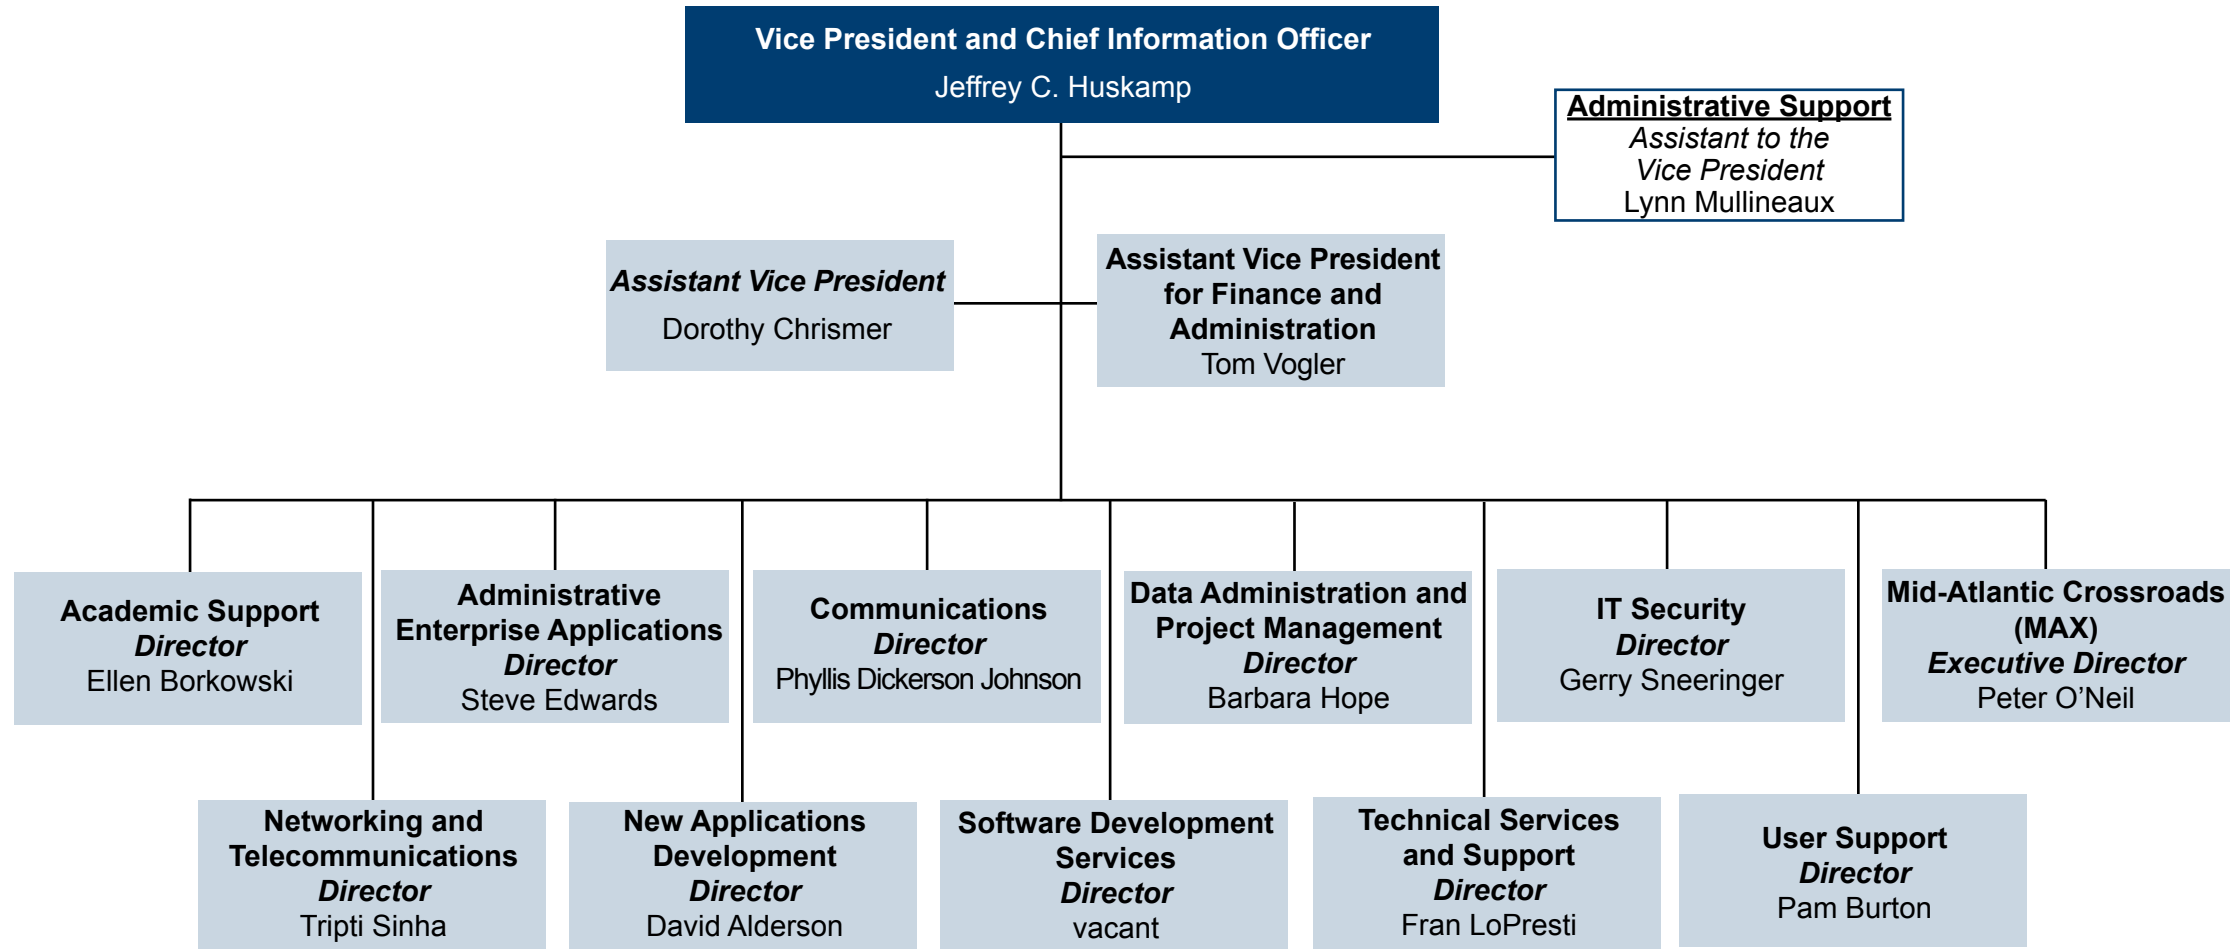 Vice President and Chief Information Officer
Jeffrey C. Huskamp
Administrative Support
Assistant to the
Vice President
Lynn Mullineaux
Assistant Vice President
Dorothy Chrismer
Assistant Vice President
for Finance and
Administration
Tom Vogler
Academic Support
Director
Ellen Borkowski
Administrative
Enterprise Applications
Director
Steve Edwards
Communications
Director
Phyllis Dickerson Johnson
Data Administration and
Project Management
Director
Barbara Hope
IT Security
Director
Gerry Sneeringer
Mid-Atlantic Crossroads
(MAX)
Executive Director
Peter O’Neil
Networking and
Telecommunications
Director
Tripti Sinha
New Applications
Development
Director
David Alderson
Software Development
Services
Director
vacant
Technical Services
and Support
Director
Fran LoPresti
User Support
Director
Pam Burton